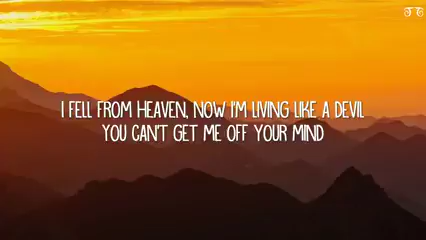 I FELL FROM HEAVEN, NOW I'M LIVING LIKE A DEVIL
YOU CAN'T GET ME OFF YOUR MIND